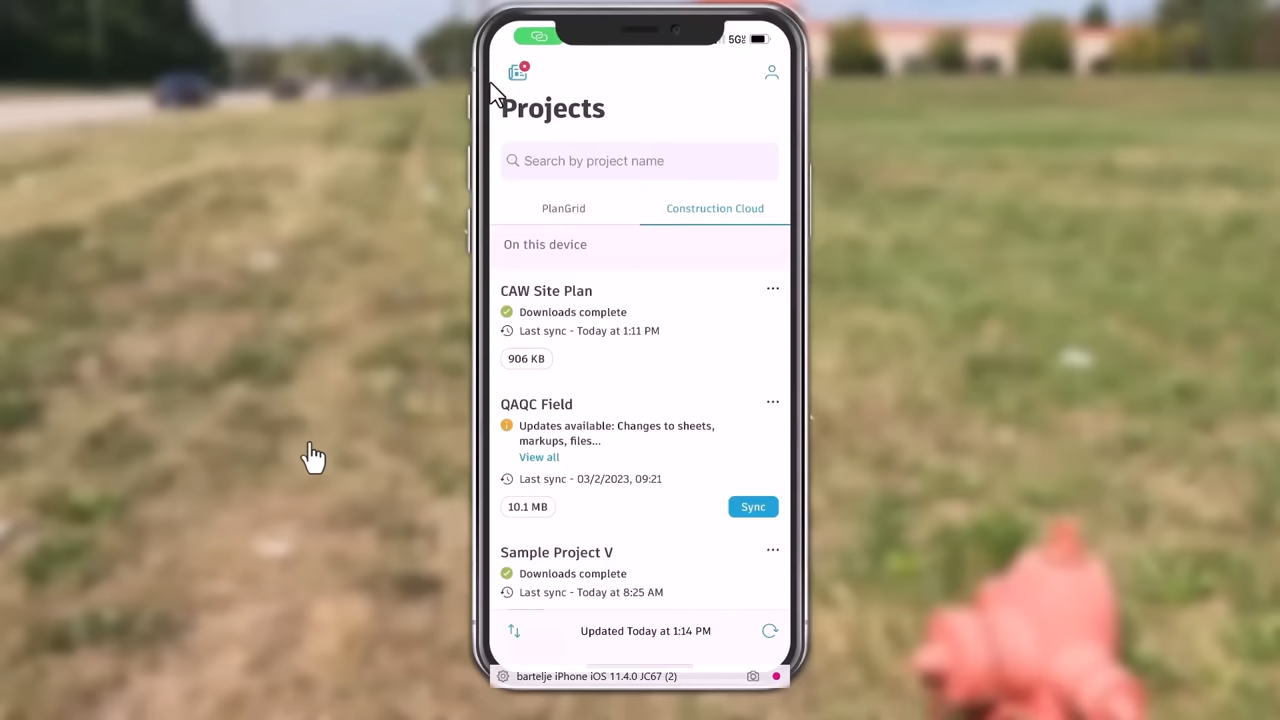 5G
Projects
Search by project name
PlanGrid
Construction Cloud
On this device
CAW Site Plan
Downloads complete
Last sync - Today at 1:11 PM
906 KB
QAQC Field
Updates available: Changes to sheets,
markups, files...
View all
Last sync - 03/2/2023, 09:21
10.1 MB
Sync
Sample Project V
Downloads complete
Last sync - Today at 8:25 AM
Updated Today at 1:14 PM
bartelje iPhone iOS 11.4.0 JC67 (2)